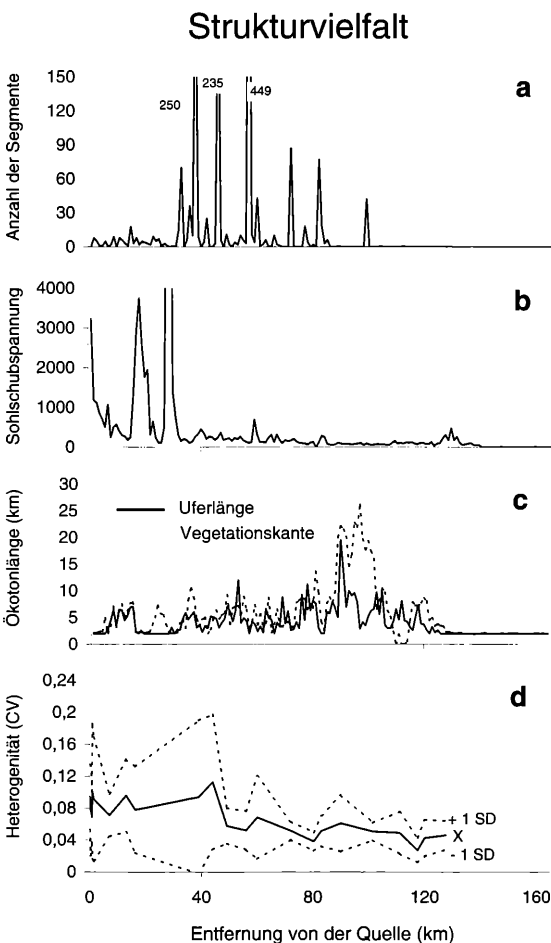 Strukturvielfalt
a
Anzahl der Segmente
150
120
90
60
30
0
250
235
449
b
Sohlschubspannung
4000
3000
2000
1000
0
c
Ökotonlänge (km)
30
25
20
15
10
5
0
Uferlänge
Vegetationskante
d
Heterogenität (CV)
0,24
0,2
0,16
0,12
0,08
0,04
0
+ 1 SD
X
- 1 SD
0 40 80 120 160
Entfernung von der Quelle (km)